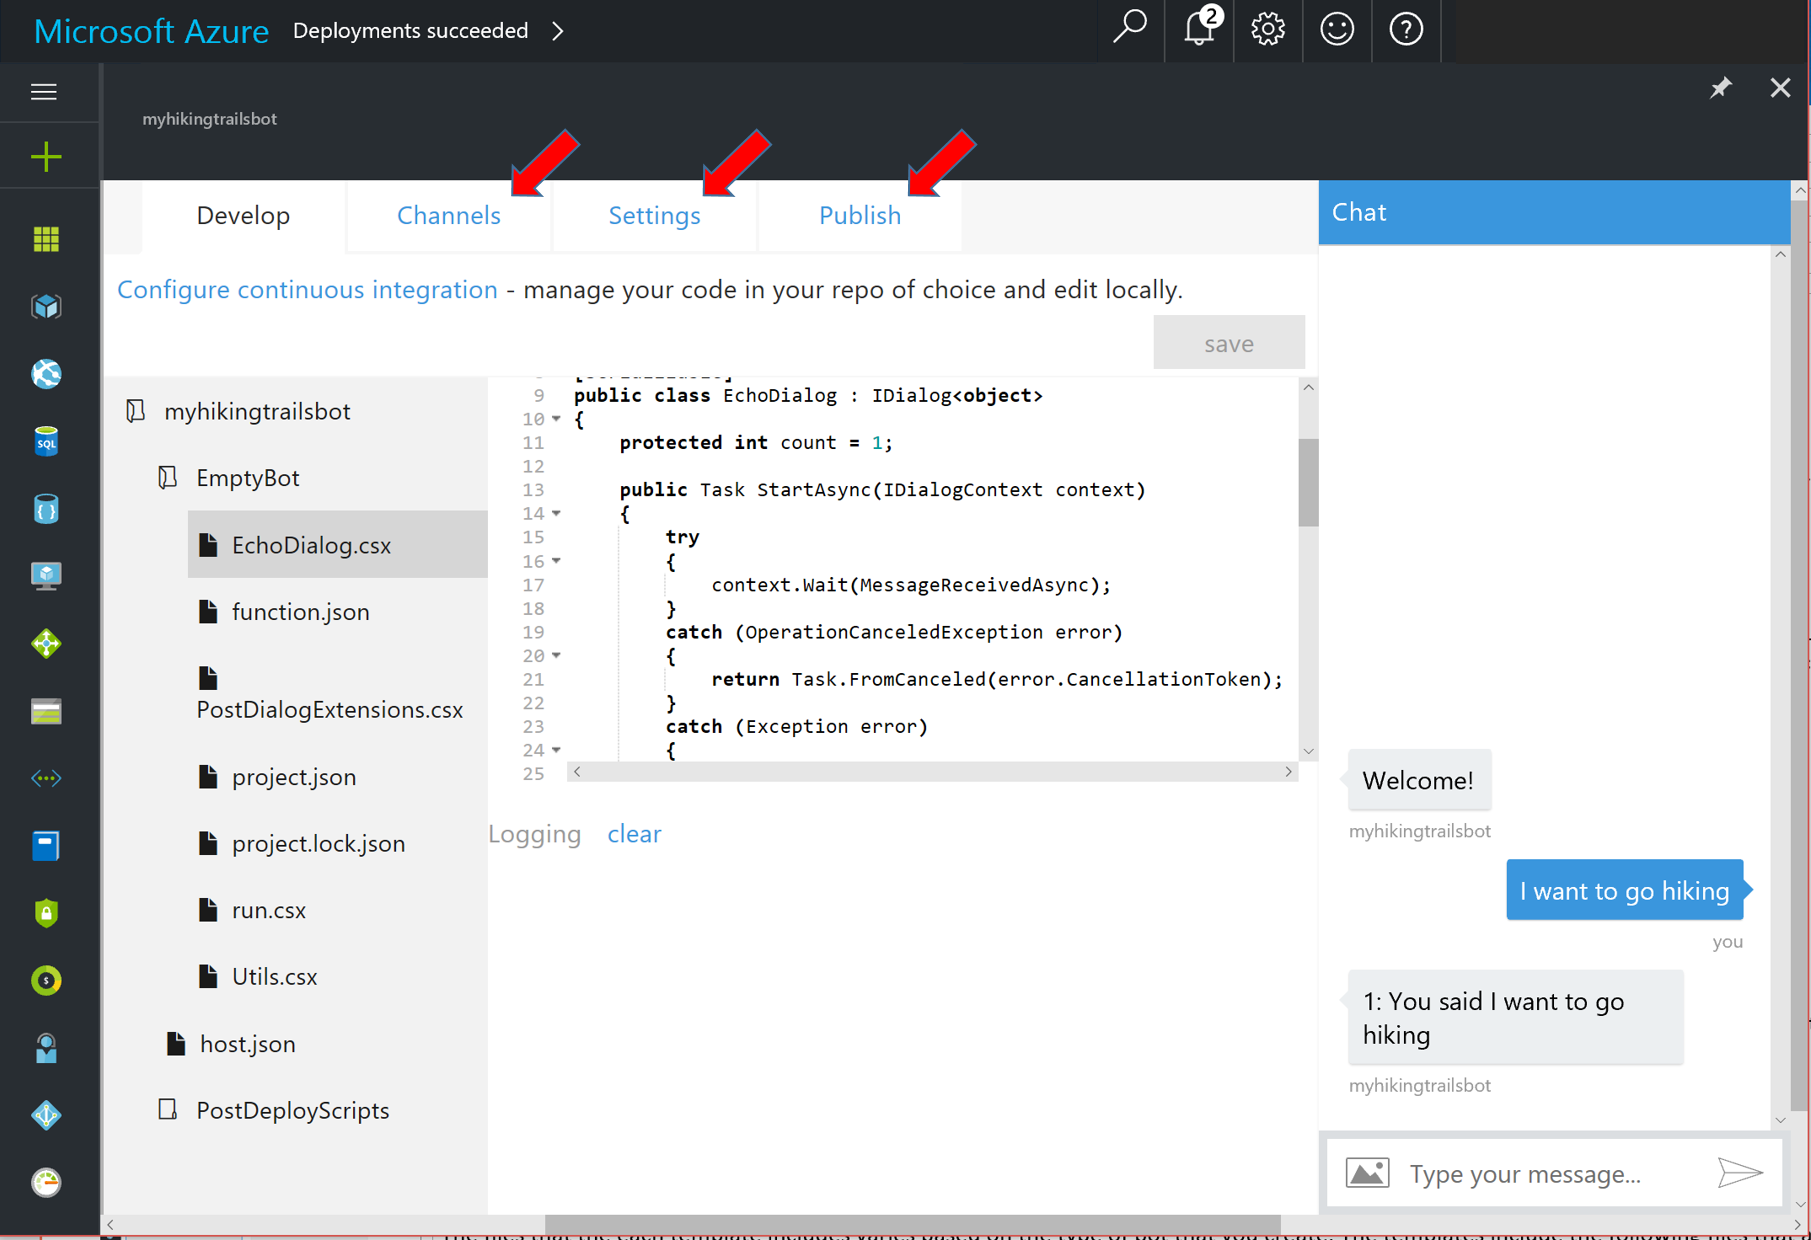 Microsoft Azure Deployments succeeded
2
myhikingtrailsbot
Develop Channels Settings Publish
Chat
Configure continuous integration - manage your code in your repo of choice and edit locally.
save
myhikingtrailsbot
EmptyBot
EchoDialog.csx
function.json
PostDialogExtensions.csx
project.json
project.lock.json
run.csx
Utils.csx
host.json
PostDeployScripts
9 public class EchoDialog : IDialog<object>
10 {
11 protected int count = 1;
12
13 public Task StartAsync(IDialogContext context)
14 {
15 try
16 {
17 context.Wait(MessageReceivedAsync);
18 }
19 catch (OperationCanceledException error)
20 {
21 return Task.FromCanceled(error.CancellationToken);
22 }
23 catch (Exception error)
24 {
25
Logging clear
Welcome!
myhikingtrailsbot
I want to go hiking
you
1: You said I want to go
hiking
myhikingtrailsbot
Type your message...
SQL